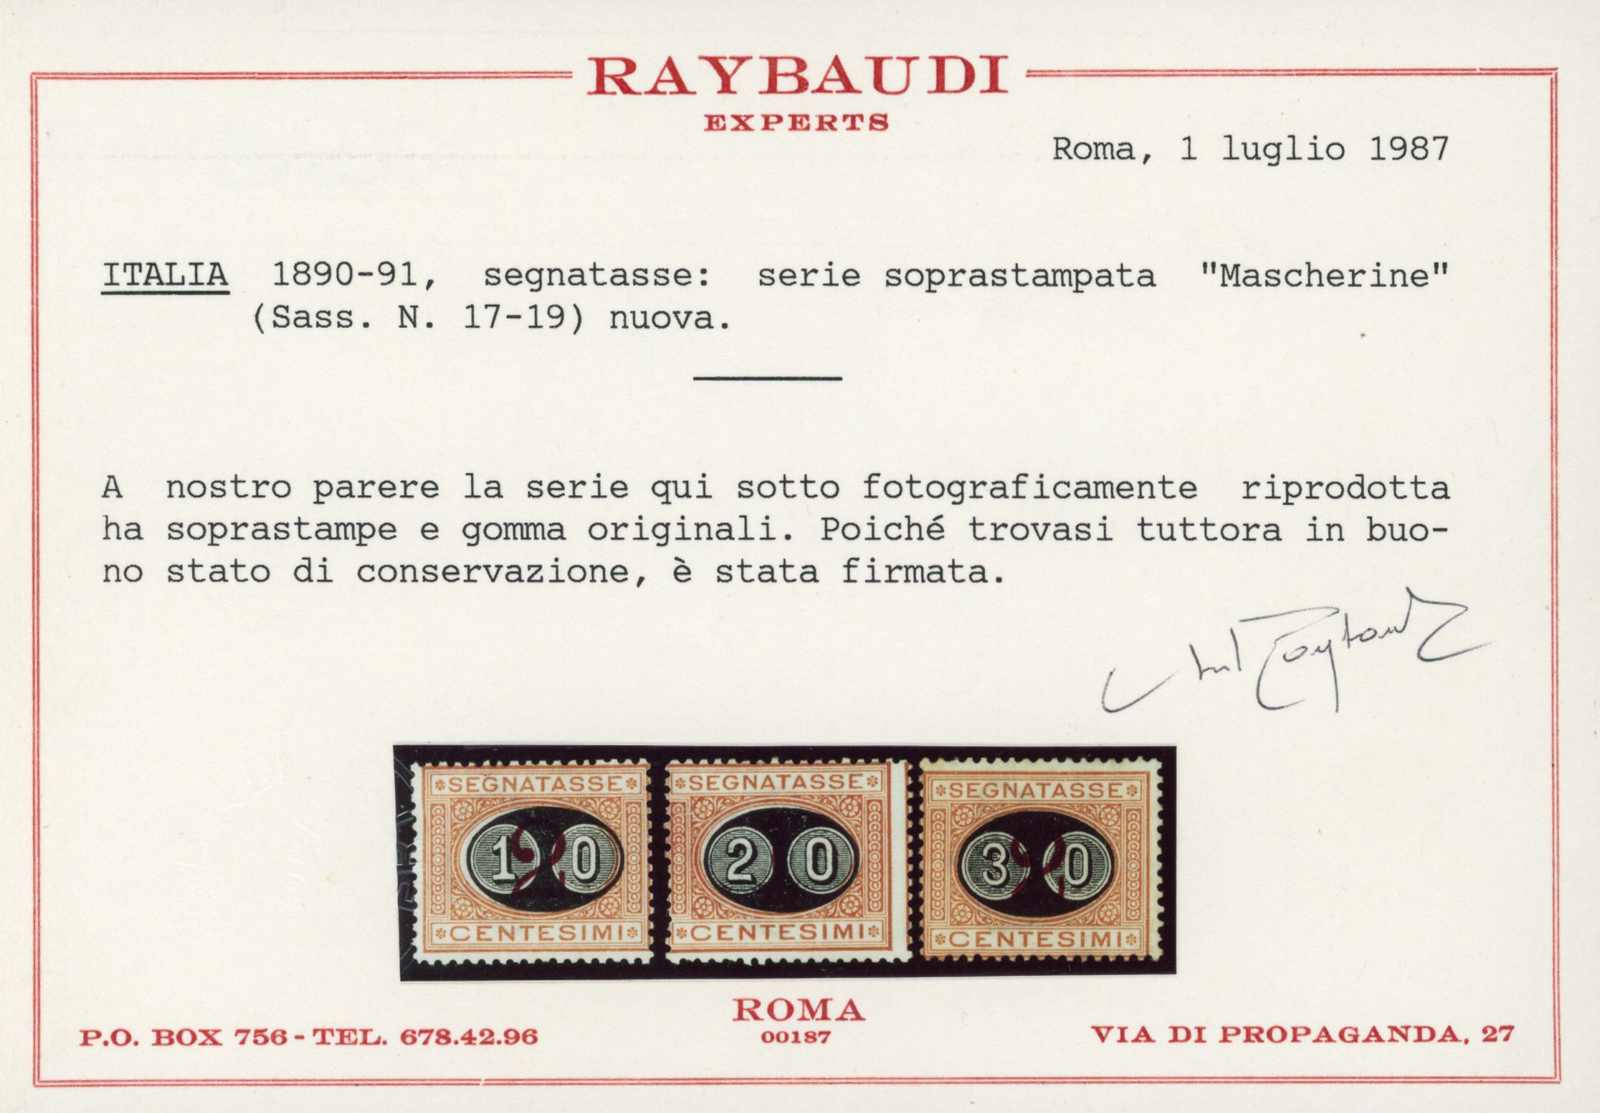 RAYBAUDI
EXPERTS
Roma, 1 luglio 1987
ITALIA 1890-91, segnatasse: serie soprastampata "Mascherine"
(Sass. N. 17-19) nuova.
A nostro parere la serie qui sotto fotograficamente riprodotta
ha soprastampe e gomma originali. Poiché trovasi tuttora in buo-
no stato di conservazione, è stata firmata.
SEGNATASSE SEGNATASSE SEGNATASSE
10 20 30
CENTESIMI CENTESIMI CENTESIMI
ROMA
00187
P.O. BOX 756 - TEL. 678.42.96
VIA DI PROPAGANDA, 27